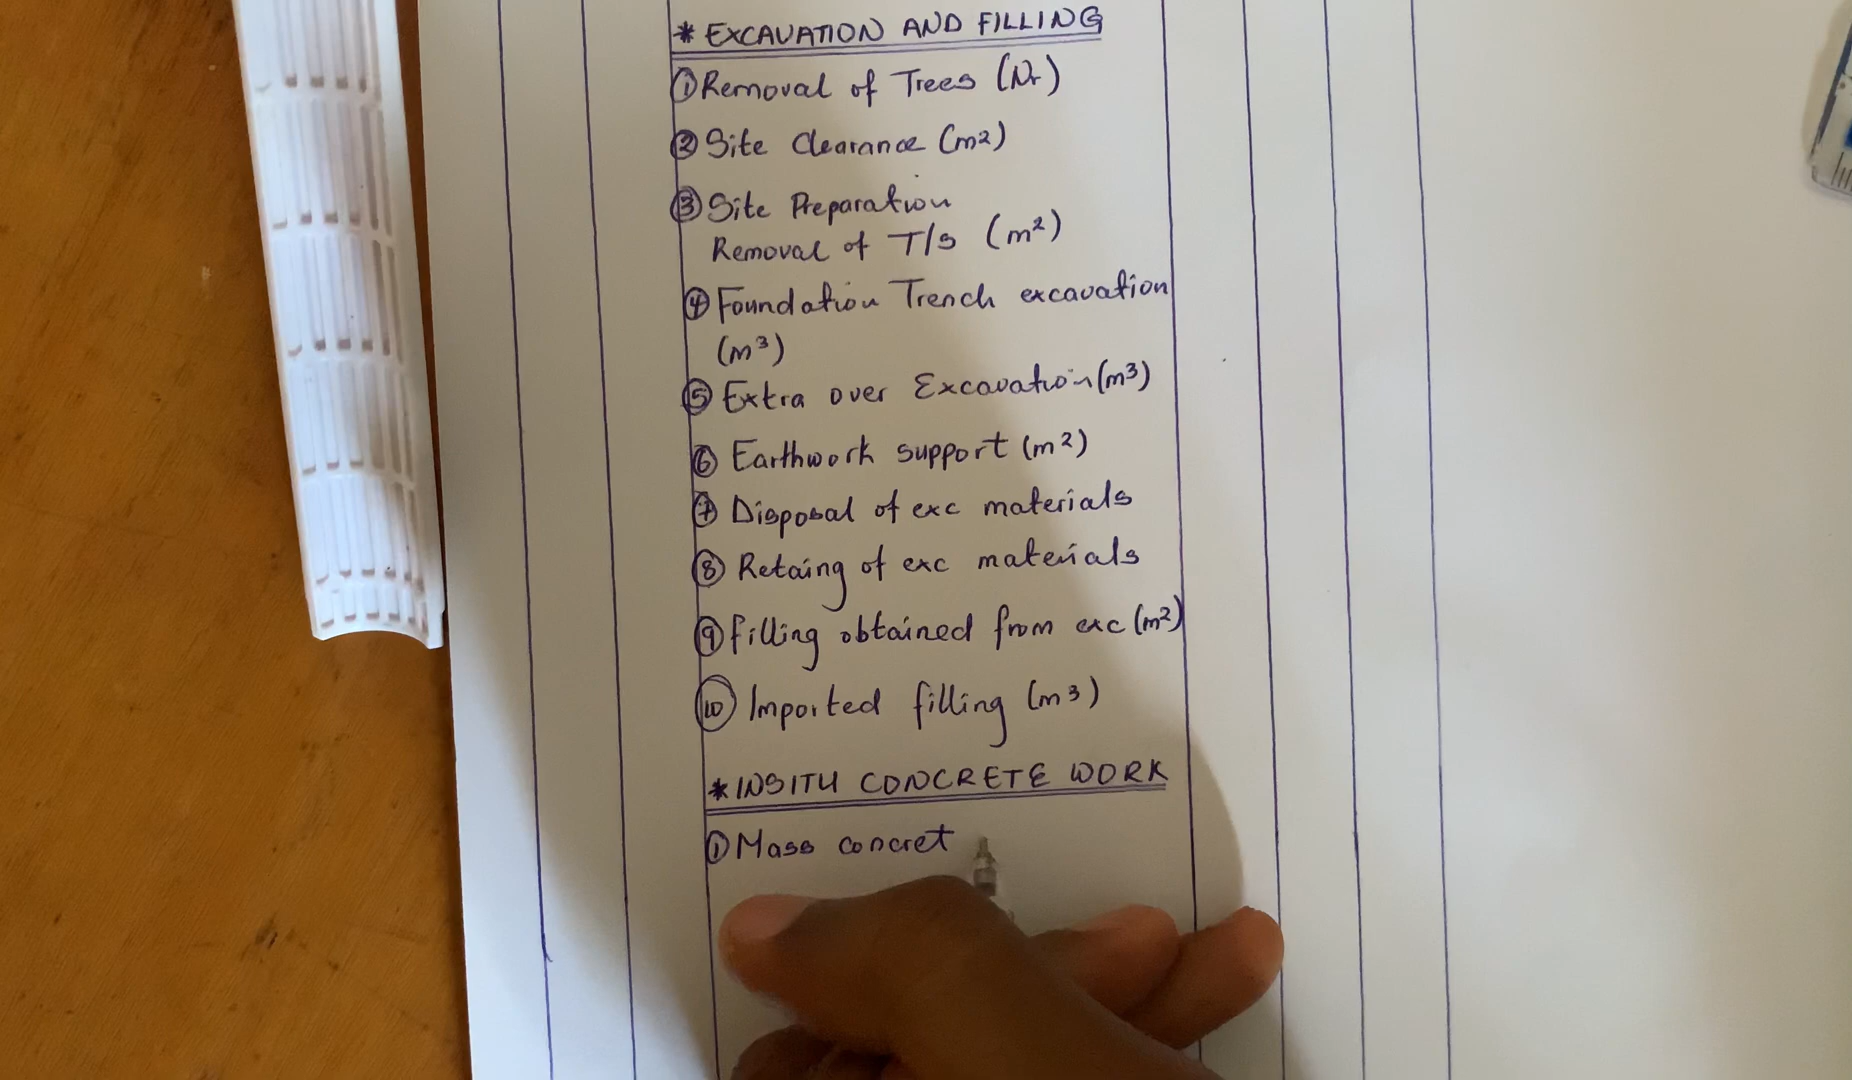 * EXCAVATION AND FILLING
① Removal of Trees (Nr)
② Site Clearance (m2)
③ Site Preparation
Removal of T/S (m²)
④ Foundation Trench excavation
(m³)
⑤ Extra over Excavation (m³)
⑥ Earthwork support (m²)
⑦ Disposal of exc materials
⑧ Retaing of exc materials
⑨ filling obtained from exc (m²)
⑩ Imported filling (m³)
* INSITU CONCRETE WORK
① Mass concret